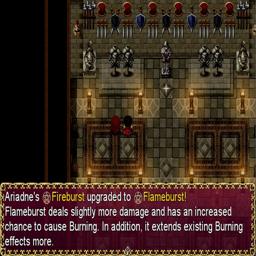 Ariadne's Fireburst upgraded to Flameburst!
Flameburst deals slightly more damage and has an increased
chance to cause Burning. In addition, it extends existing Burning
effects more.